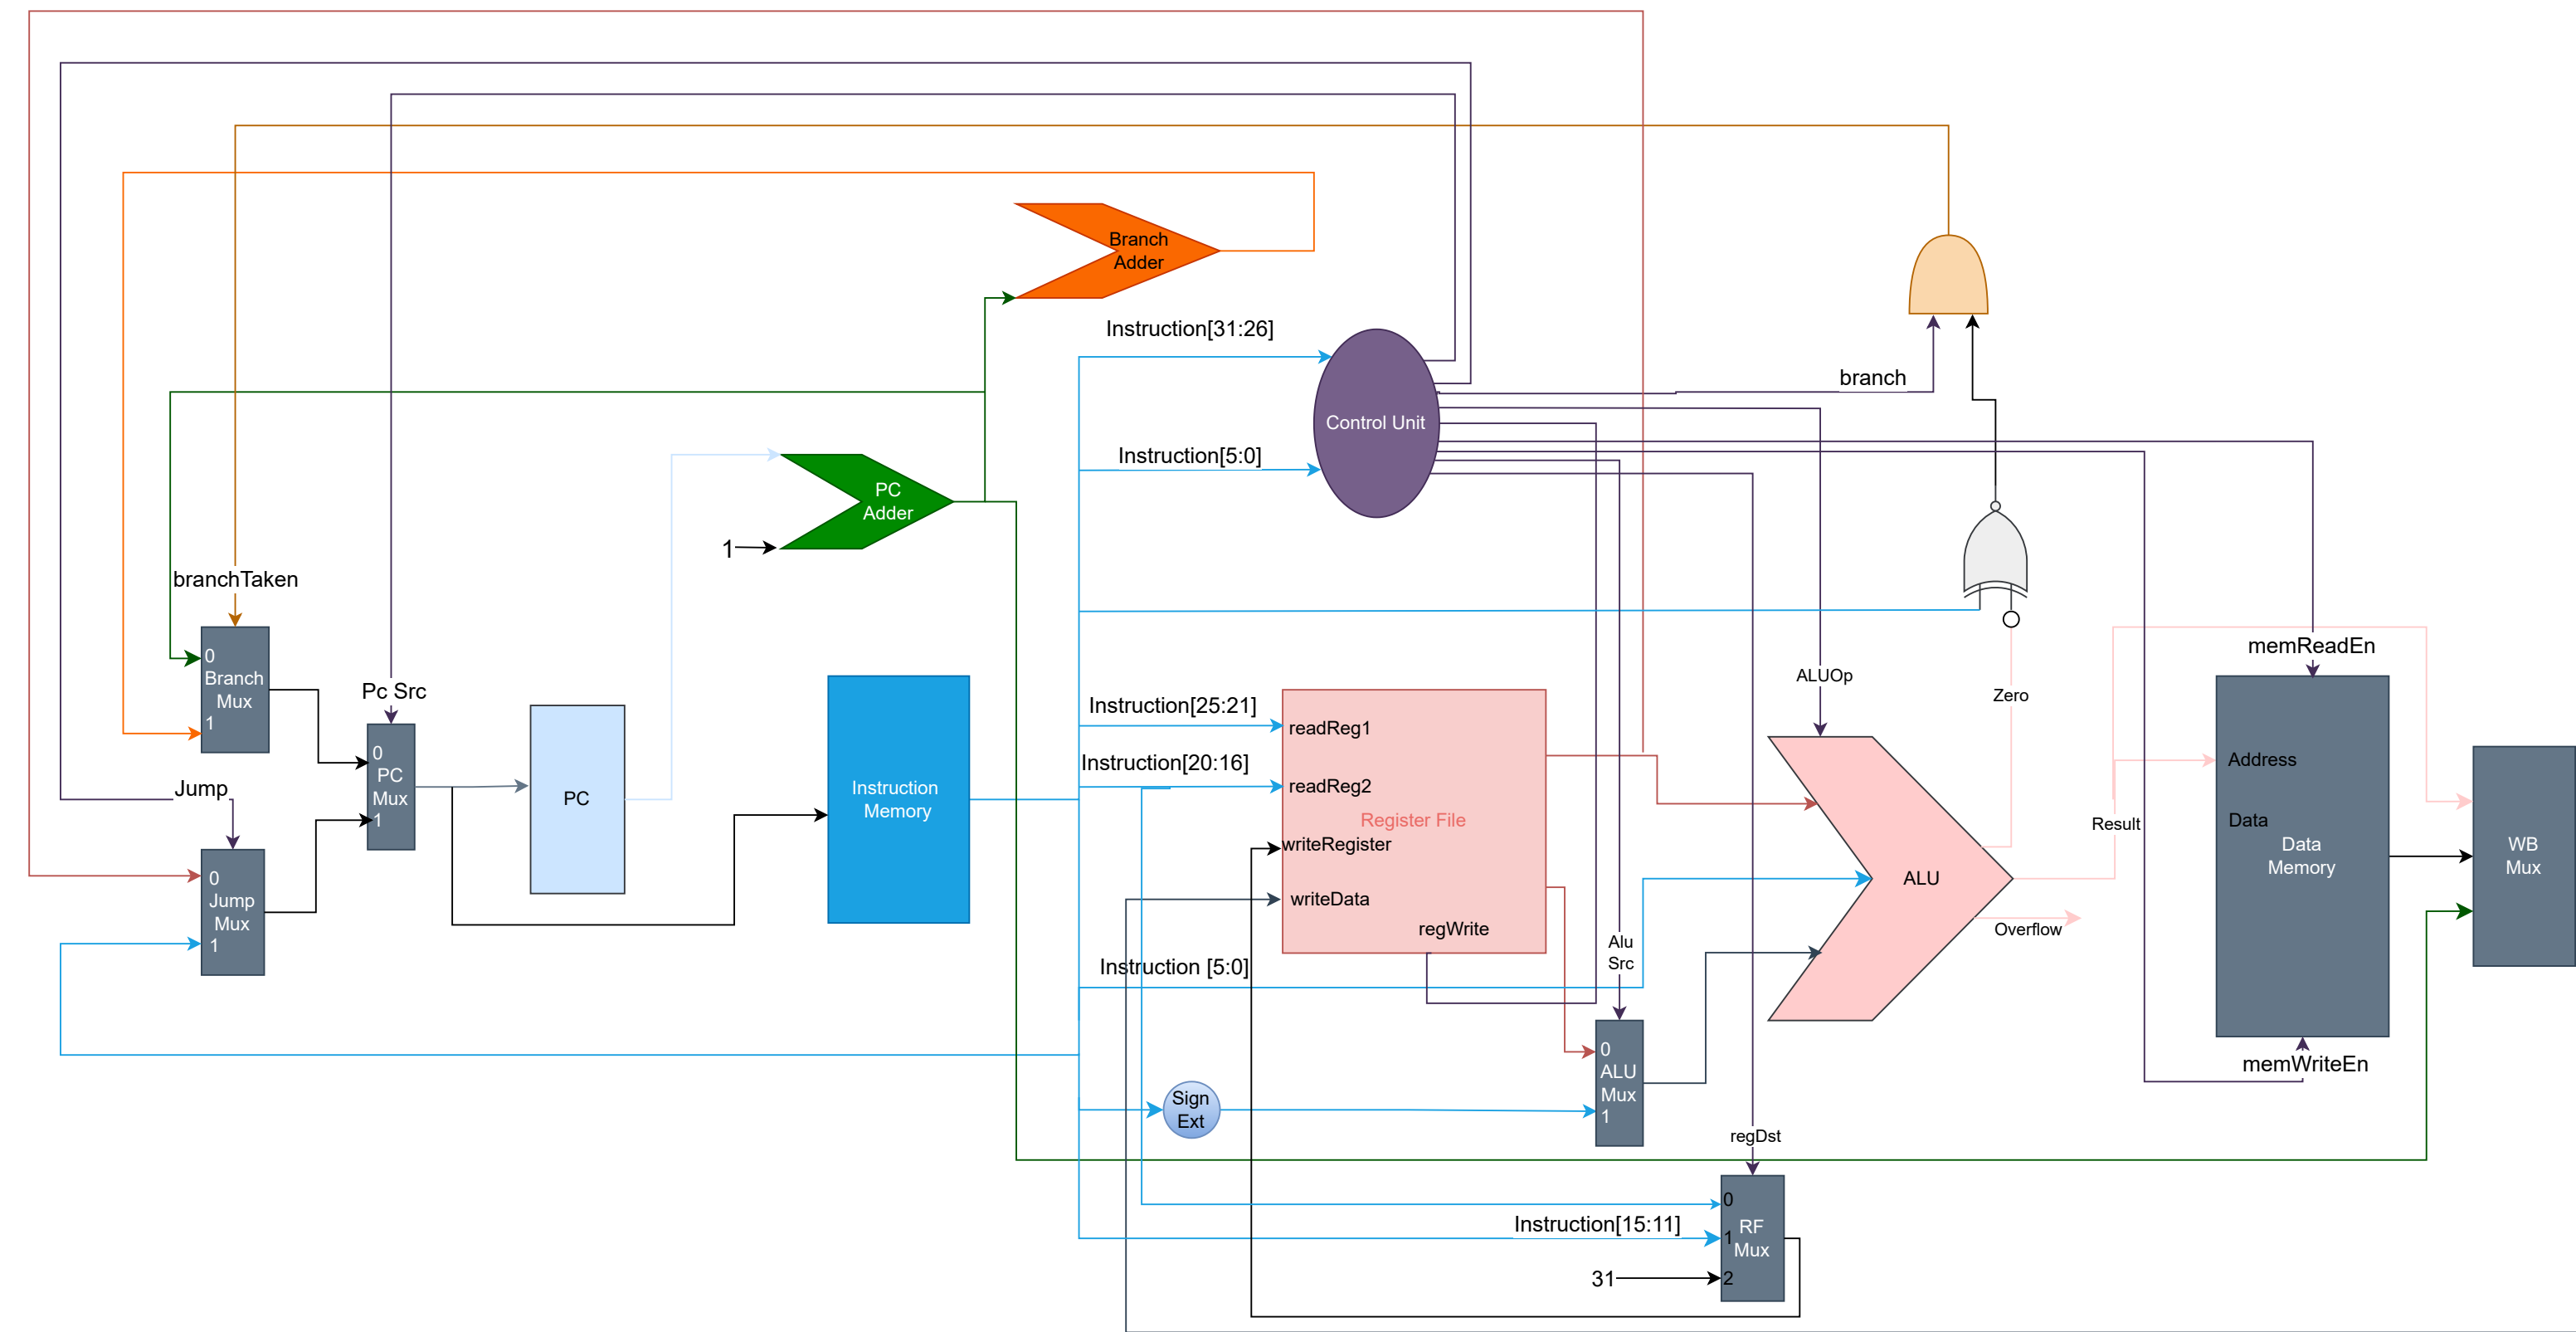 Branch
Adder
Instruction[31:26]
branch
Control Unit
Instruction[5:0]
PC
Adder
1
branchTaken
memReadEn
0
Branch
Mux
1
Pc Src
ALUOp
Zero
Instruction[25:21]
readReg1
0
PC
Mux
1
Instruction[20:16]
readReg2
Address
Jump
PC
Instruction
Memory
Register File
Result
Data
writeRegister
Data
Memory
WB
Mux
0
Jump
Mux
1
ALU
writeData
regWrite
Overflow
Alu
Src
Instruction [5:0]
0
ALU
Mux
1
memWriteEn
Sign
Ext
regDst
0
Instruction[15:11]
1
RF
Mux
31
2